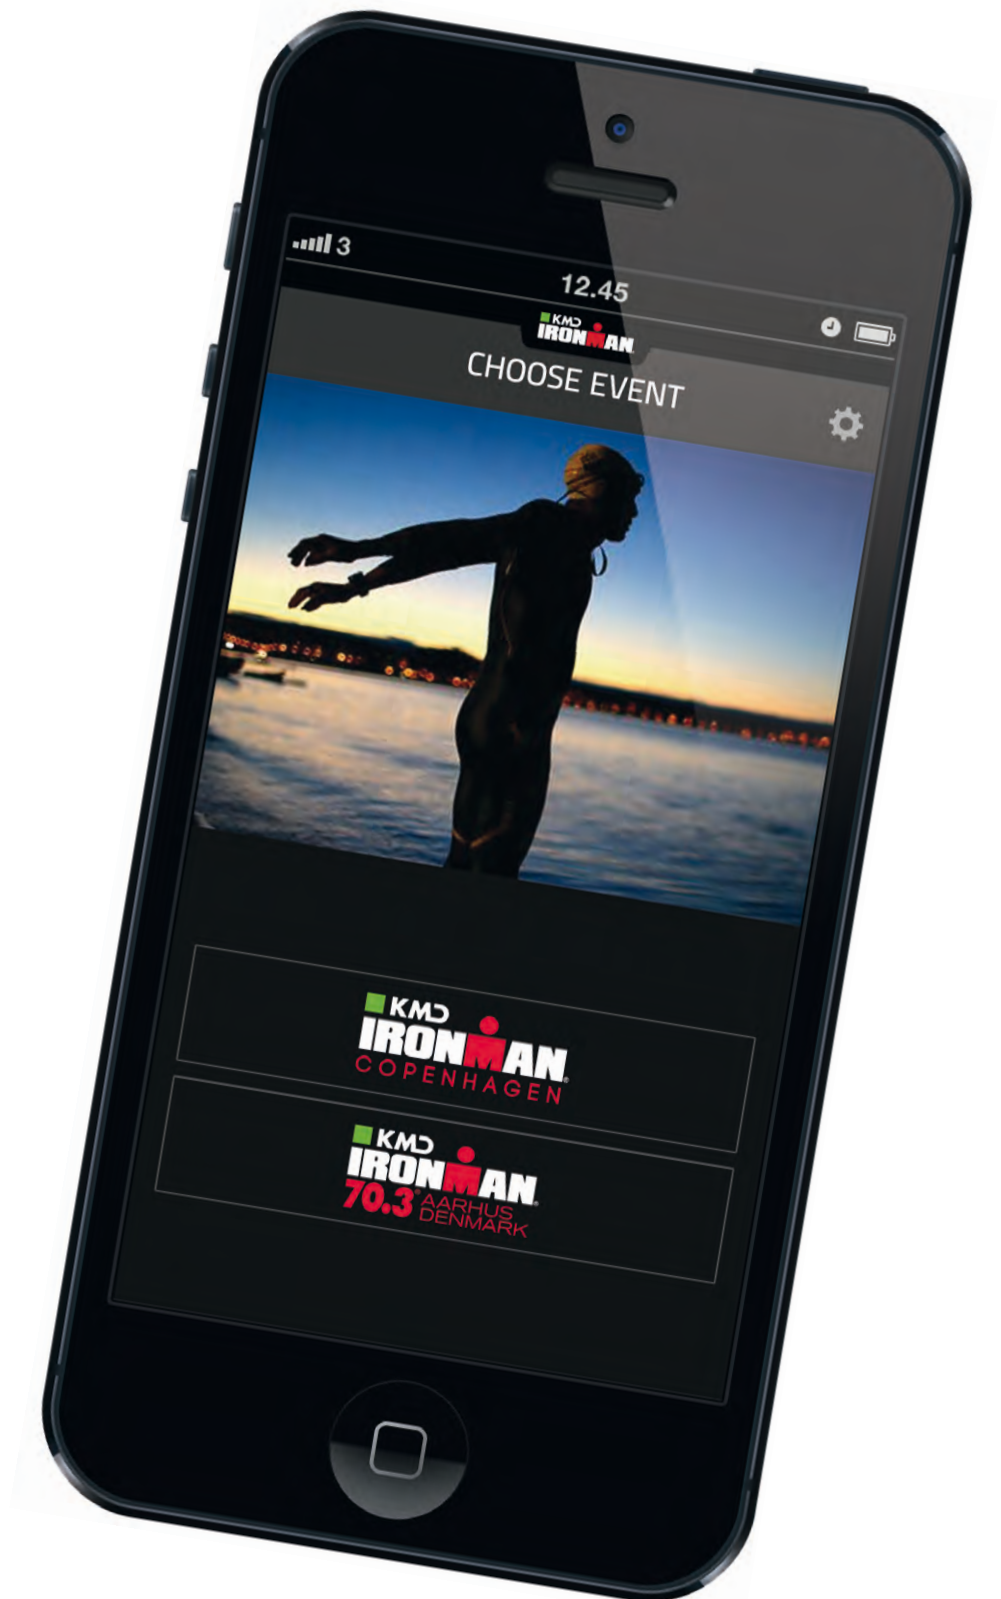 3
12.45
KMD
IRONMAN
CHOOSE EVENT
KMD
IRONMAN®
COPENHAGEN
KMD
IRONMAN®
70.3® AARHUS
DENMARK